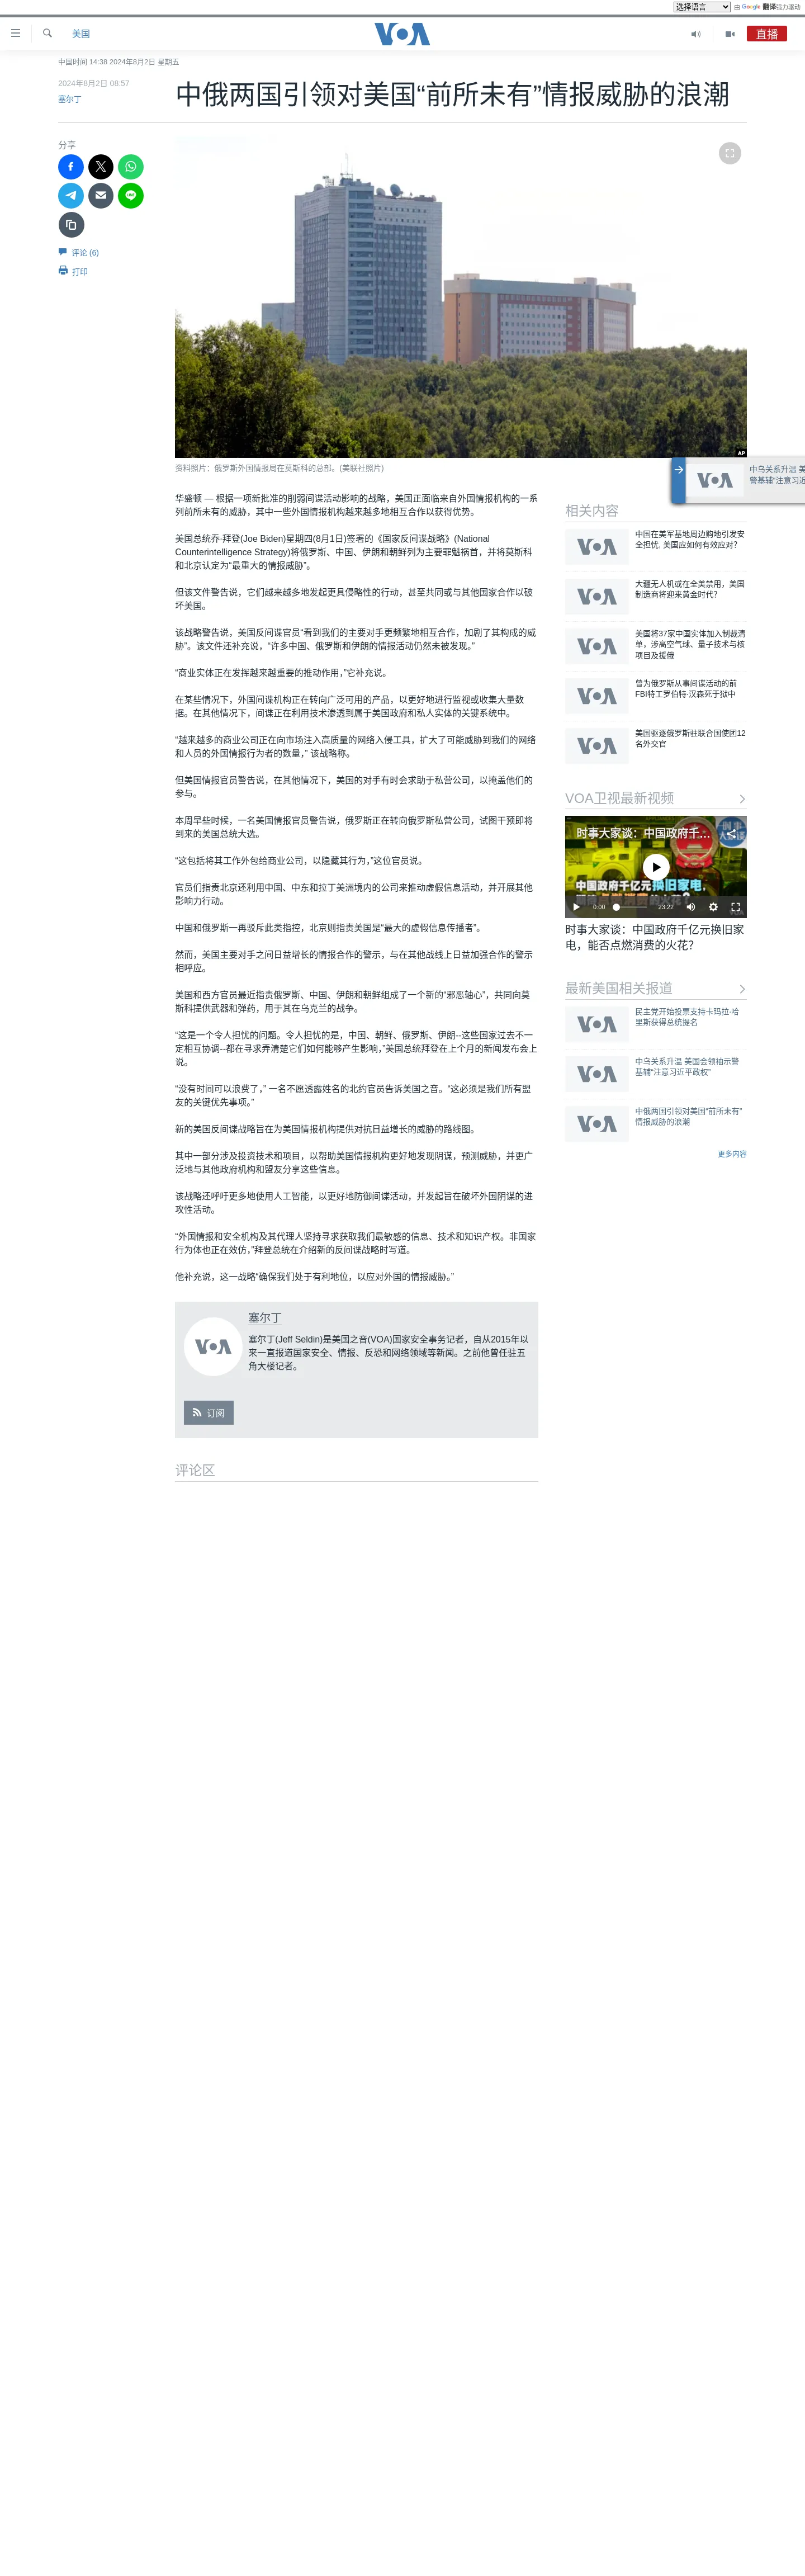 选择语言
由 Google 翻译强力驱动
美国
VOA
直播
中国时间 14:38 2024年8月2日 星期五
2024年8月2日 08:57
塞尔丁
中俄两国引领对美国“前所未有”情报威胁的浪潮
分享
评论 (6)
打印
AP
资料照片：俄罗斯外国情报局在莫斯科的总部。(美联社照片)
VOA
中乌关系升温 美
警基辅“注意习近
华盛顿 — 根据一项新批准的削弱间谍活动影响的战略，美国正面临来自外国情报机构的一系
列前所未有的威胁，其中一些外国情报机构越来越多地相互合作以获得优势。
美国总统乔·拜登(Joe Biden)星期四(8月1日)签署的《国家反间谍战略》(National
Counterintelligence Strategy)将俄罗斯、中国、伊朗和朝鲜列为主要罪魁祸首，并将莫斯科
和北京认定为“最重大的情报威胁”。
但该文件警告说，它们越来越多地发起更具侵略性的行动，甚至共同或与其他国家合作以破
坏美国。
该战略警告说，美国反间谍官员“看到我们的主要对手更频繁地相互合作，加剧了其构成的威
胁”。该文件还补充说，“许多中国、俄罗斯和伊朗的情报活动仍然未被发现。”
“商业实体正在发挥越来越重要的推动作用，”它补充说。
在某些情况下，外国间谍机构正在转向广泛可用的产品，以更好地进行监视或收集大量数
据。在其他情况下，间谍正在利用技术渗透到属于美国政府和私人实体的关键系统中。
“越来越多的商业公司正在向市场注入高质量的网络入侵工具，扩大了可能威胁到我们的网络
和人员的外国情报行为者的数量，” 该战略称。
但美国情报官员警告说，在其他情况下，美国的对手有时会求助于私营公司，以掩盖他们的
参与。
本周早些时候，一名美国情报官员警告说，俄罗斯正在转向俄罗斯私营公司，试图干预即将
到来的美国总统大选。
“这包括将其工作外包给商业公司，以隐藏其行为，”这位官员说。
官员们指责北京还利用中国、中东和拉丁美洲境内的公司来推动虚假信息活动，并开展其他
影响力行动。
中国和俄罗斯一再驳斥此类指控，北京则指责美国是“最大的虚假信息传播者”。
然而，美国主要对手之间日益增长的情报合作的警示，与在其他战线上日益加强合作的警示
相呼应。
美国和西方官员最近指责俄罗斯、中国、伊朗和朝鲜组成了一个新的“邪恶轴心”，共同向莫
斯科提供武器和弹药，用于其在乌克兰的战争。
“这是一个令人担忧的问题。令人担忧的是，中国、朝鲜、俄罗斯、伊朗--这些国家过去不一
定相互协调--都在寻求弄清楚它们如何能够产生影响，”美国总统拜登在上个月的新闻发布会上
说。
“没有时间可以浪费了，” 一名不愿透露姓名的北约官员告诉美国之音。“这必须是我们所有盟
友的关键优先事项。”
新的美国反间谍战略旨在为美国情报机构提供对抗日益增长的威胁的路线图。
其中一部分涉及投资技术和项目，以帮助美国情报机构更好地发现阴谋，预测威胁，并更广
泛地与其他政府机构和盟友分享这些信息。
该战略还呼吁更多地使用人工智能，以更好地防御间谍活动，并发起旨在破坏外国阴谋的进
攻性活动。
“外国情报和安全机构及其代理人坚持寻求获取我们最敏感的信息、技术和知识产权。非国家
行为体也正在效仿，”拜登总统在介绍新的反间谍战略时写道。
他补充说，这一战略“确保我们处于有利地位，以应对外国的情报威胁。”
VOA
塞尔丁
塞尔丁(Jeff Seldin)是美国之音(VOA)国家安全事务记者，自从2015年以
来一直报道国家安全、情报、反恐和网络领域等新闻。之前他曾任驻五
角大楼记者。
订阅
评论区
相关内容
VOA
中国在美军基地周边购地引发安
全担忧, 美国应如何有效应对？
VOA
大疆无人机或在全美禁用，美国
制造商将迎来黄金时代？
VOA
美国将37家中国实体加入制裁清
单，涉高空气球、量子技术与核
项目及援俄
VOA
曾为俄罗斯从事间谍活动的前
FBI特工罗伯特·汉森死于狱中
VOA
美国驱逐俄罗斯驻联合国使团12
名外交官
VOA卫视最新视频
时事大家谈：中国政府千...
中国政府千亿元换旧家电，
0:00
23:22
时事大家谈：中国政府千亿元换旧家
电，能否点燃消费的火花？
最新美国相关报道
VOA
民主党开始投票支持卡玛拉·哈
里斯获得总统提名
VOA
中乌关系升温 美国会领袖示警
基辅“注意习近平政权”
VOA
中俄两国引领对美国“前所未有”
情报威胁的浪潮
更多内容